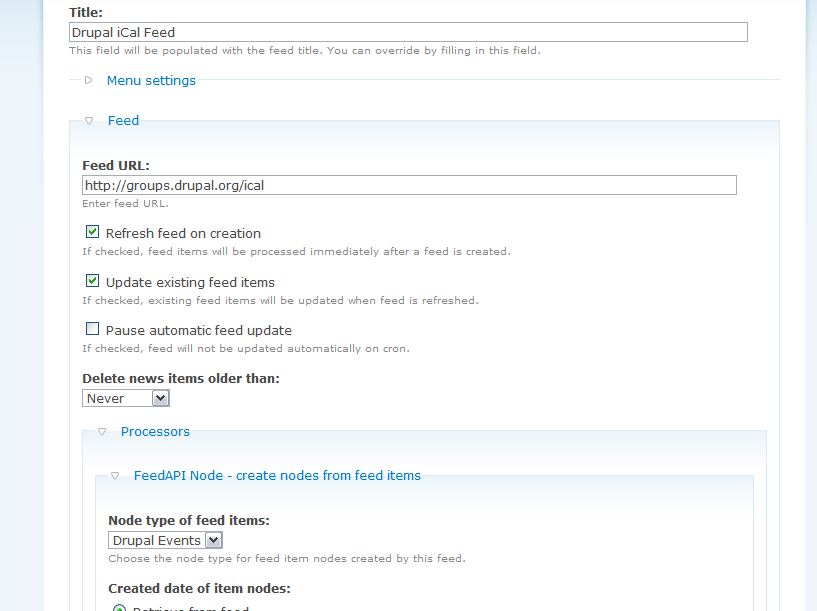 Title:
Drupal iCal Feed
This field will be populated with the feed title. You can override by filling in this field.
Menu settings
Feed
Feed URL:
http://groups.drupal.org/ical
Enter feed URL.
Refresh feed on creation
If checked, feed items will be processed immediately after a feed is created.
Update existing feed items
If checked, existing feed items will be updated when feed is refreshed.
Pause automatic feed update
If checked, feed will not be updated automatically on cron.
Delete news items older than:
Never
Processors
FeedAPI Node - create nodes from feed items
Node type of feed items:
Drupal Events
Choose the node type for feed item nodes created by this feed.
Created date of item nodes:
Retrieve from feed